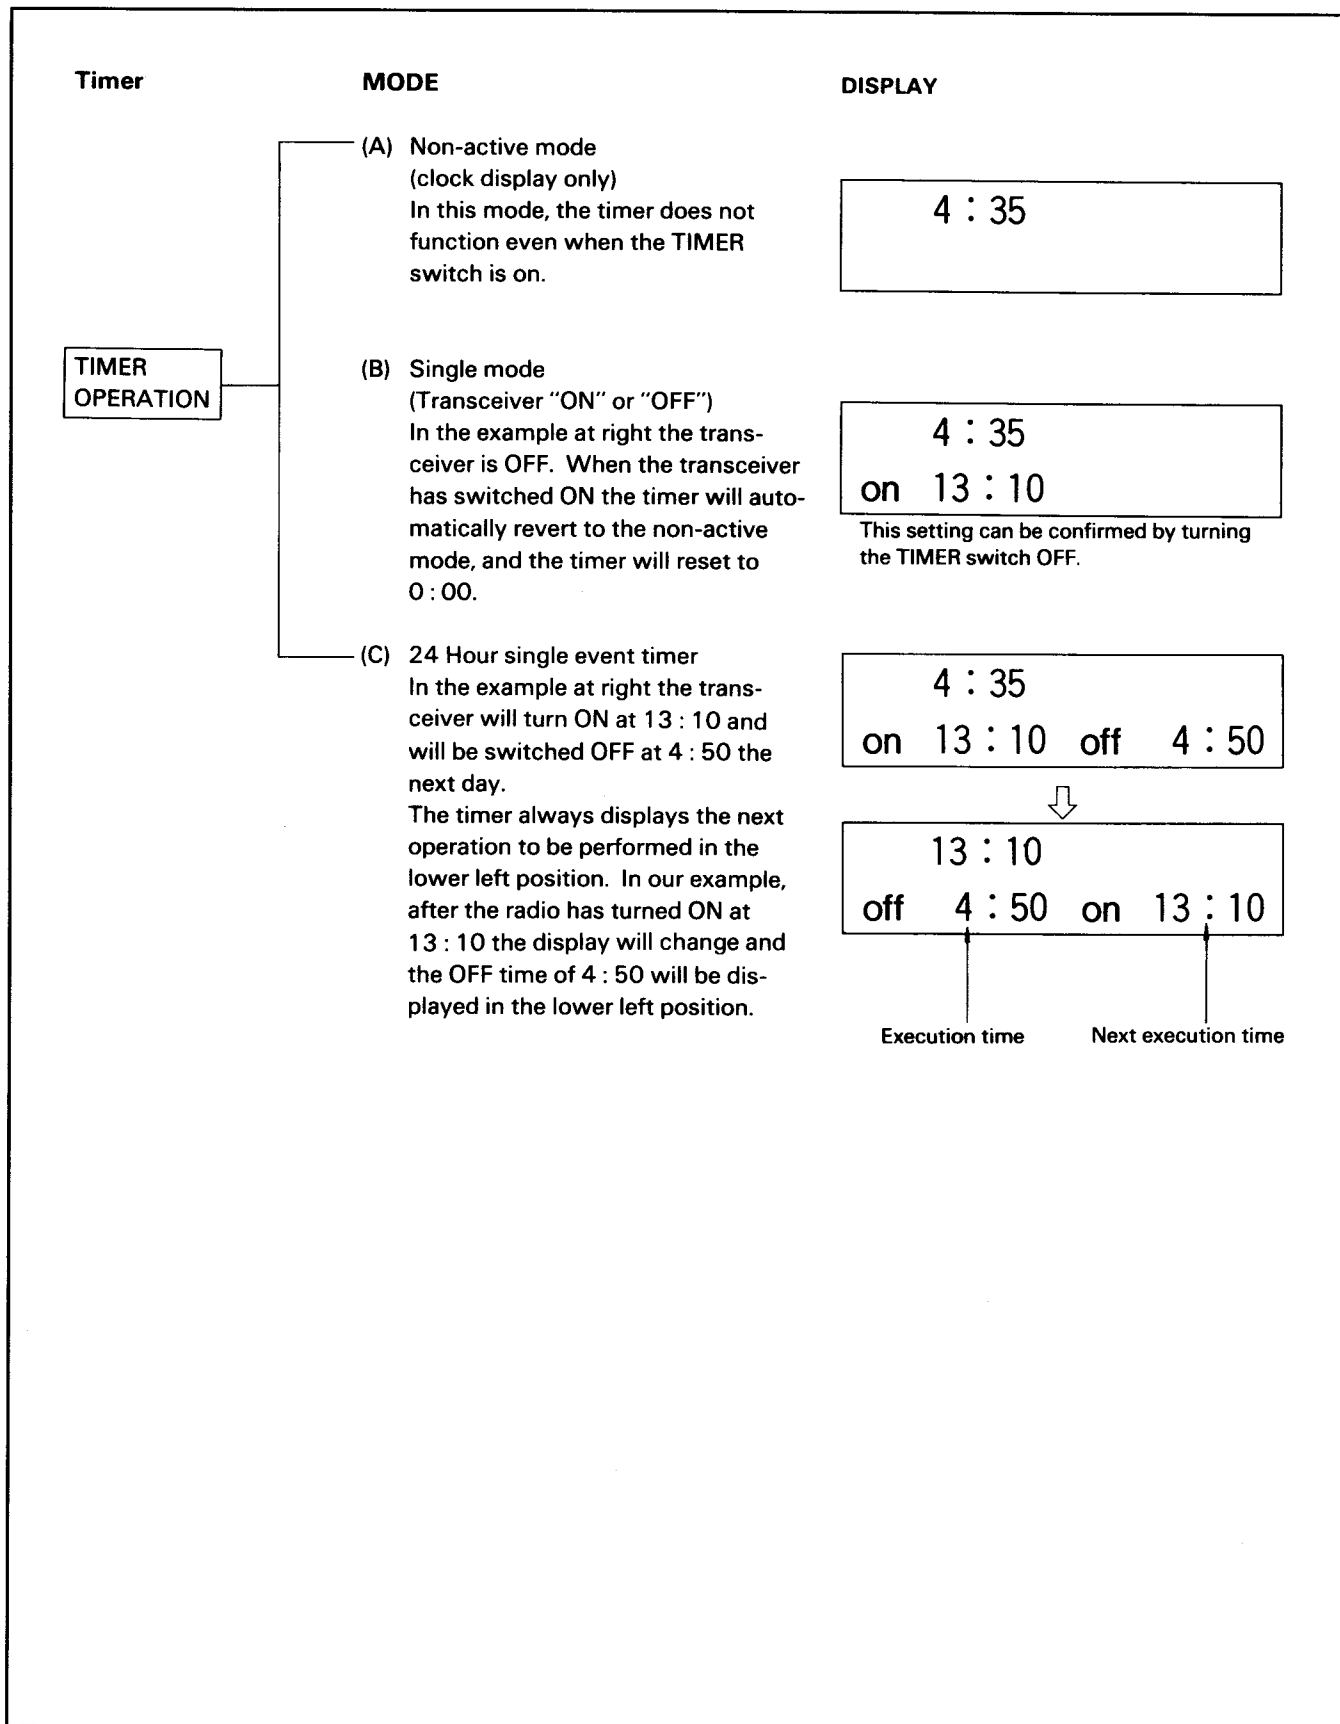 Timer MODE DISPLAY
(A) Non-active mode
(clock display only)
In this mode, the timer does not
function even when the TIMER
switch is on.
4 : 35
TIMER
OPERATION
(B) Single mode
(Transceiver "ON" or "OFF")
In the example at right the trans-
ceiver is OFF. When the transceiver
has switched ON the timer will auto-
matically revert to the non-active
mode, and the timer will reset to
0 : 00.
4 : 35
on 13 : 10
This setting can be confirmed by turning
the TIMER switch OFF.
(C) 24 Hour single event timer
In the example at right the trans-
ceiver will turn ON at 13 : 10 and
will be switched OFF at 4 : 50 the
next day.
The timer always displays the next
operation to be performed in the
lower left position. In our example,
after the radio has turned ON at
13 : 10 the display will change and
the OFF time of 4 : 50 will be dis-
played in the lower left position.
4 : 35
on 13 : 10 off 4 : 50
13 : 10
off 4 : 50 on 13 : 10
Execution time Next execution time